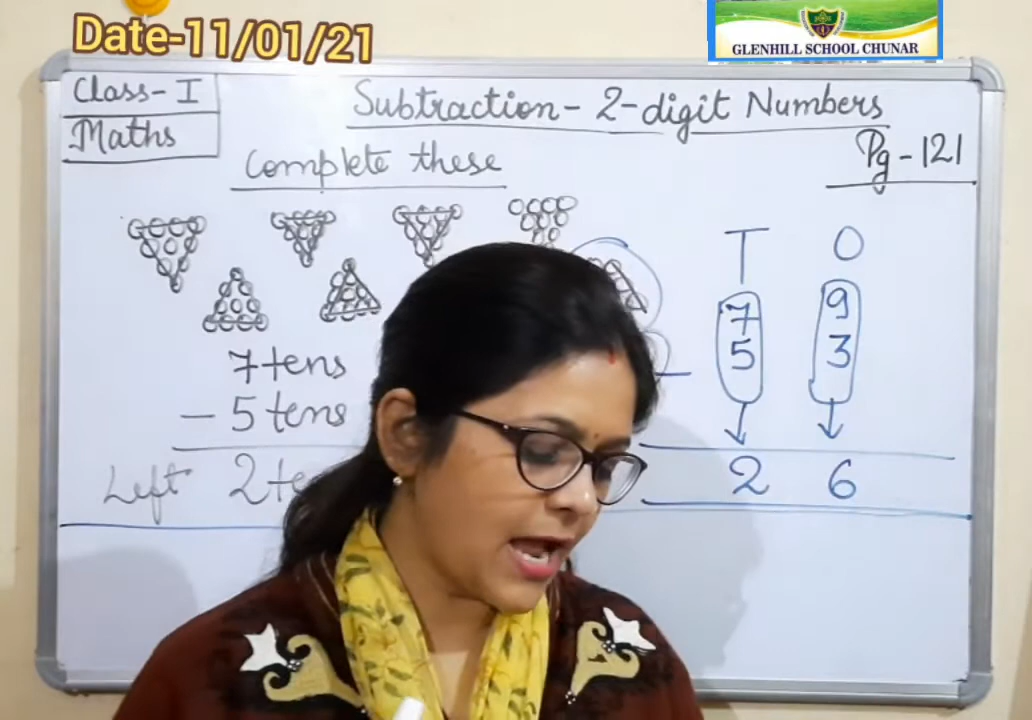 Date-11/01/21
GLENHILL SCHOOL CHUNAR
Class-I
Maths
Subtraction- 2-digit Numbers
Pg-121
Complete these
T O
7 9
- 5 3
2 6
7 tens
- 5 tens
Left 2 te